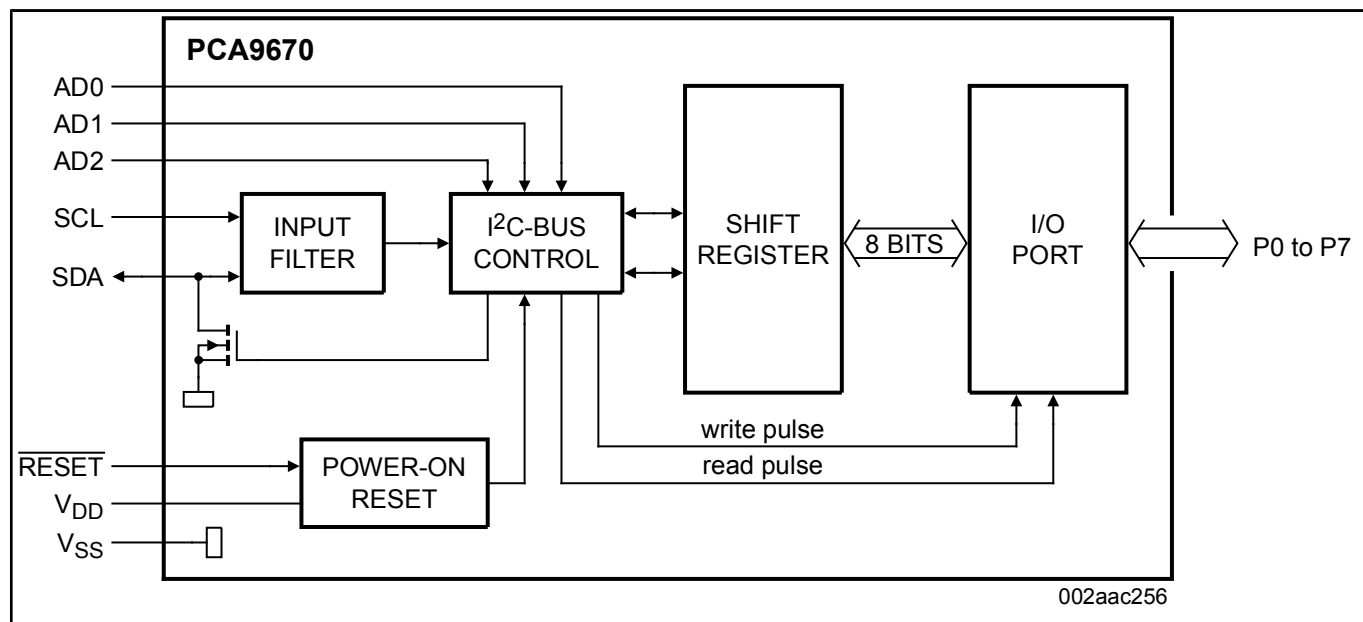 PCA9670
AD0
AD1
AD2
SCL
SDA
INPUT
FILTER
I²C-BUS
CONTROL
SHIFT
REGISTER
8 BITS
I/O
PORT
P0 to P7
write pulse
read pulse
RESET
POWER-ON
RESET
VDD
VSS
002aac256